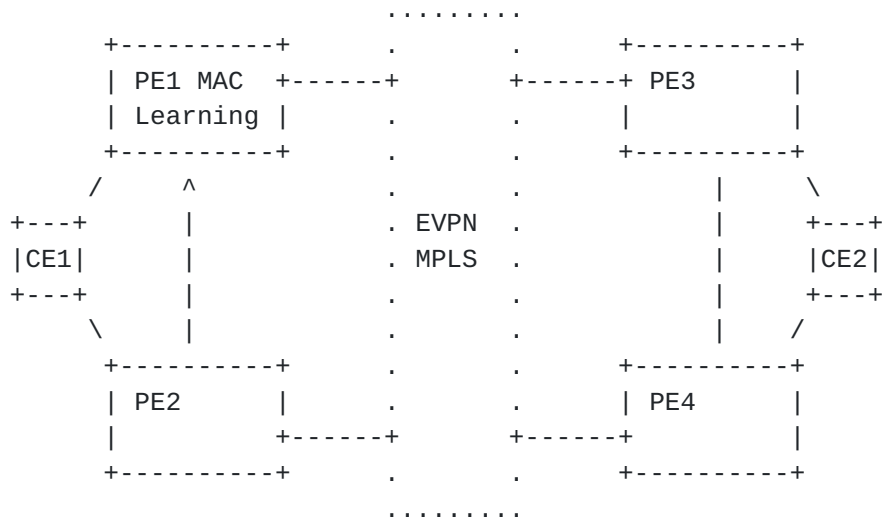 PE1 MAC
Learning
PE3
EVPN
MPLS
CE1
CE2
PE2
PE4